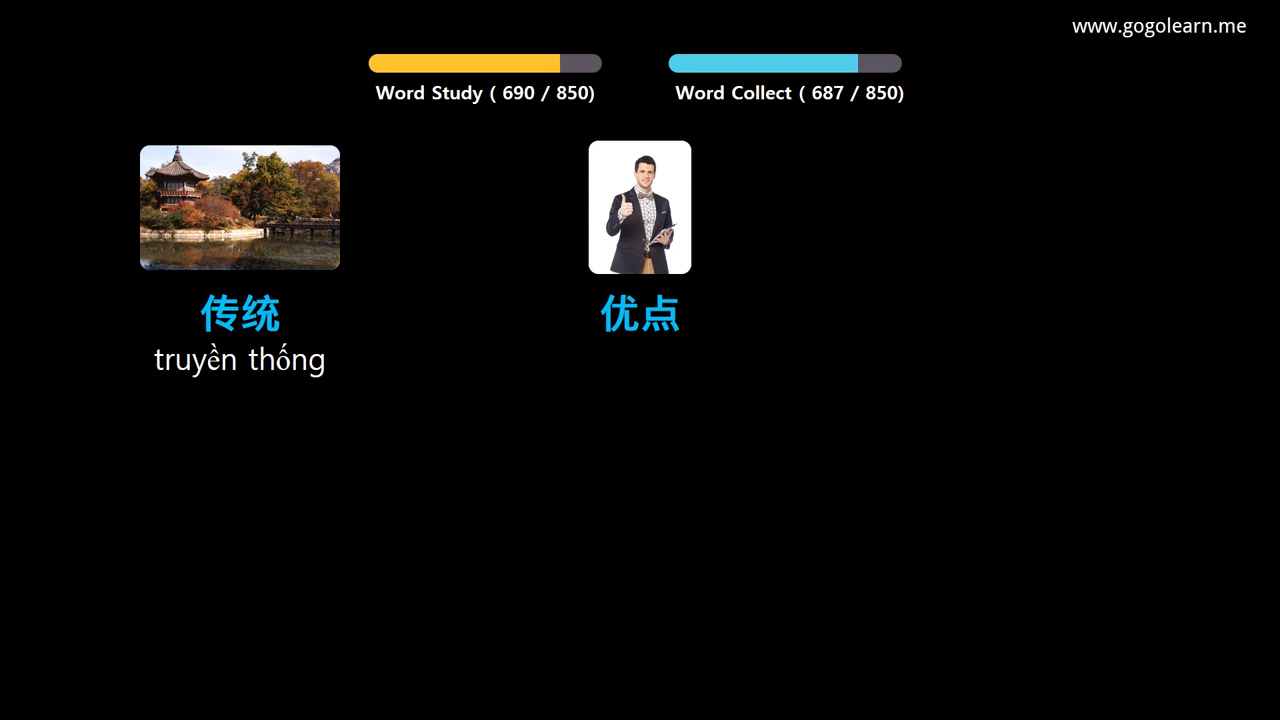 www.gogolearn.me
Word Study ( 690 / 850)
Word Collect ( 687 / 850)
传统
truyền thống
优点